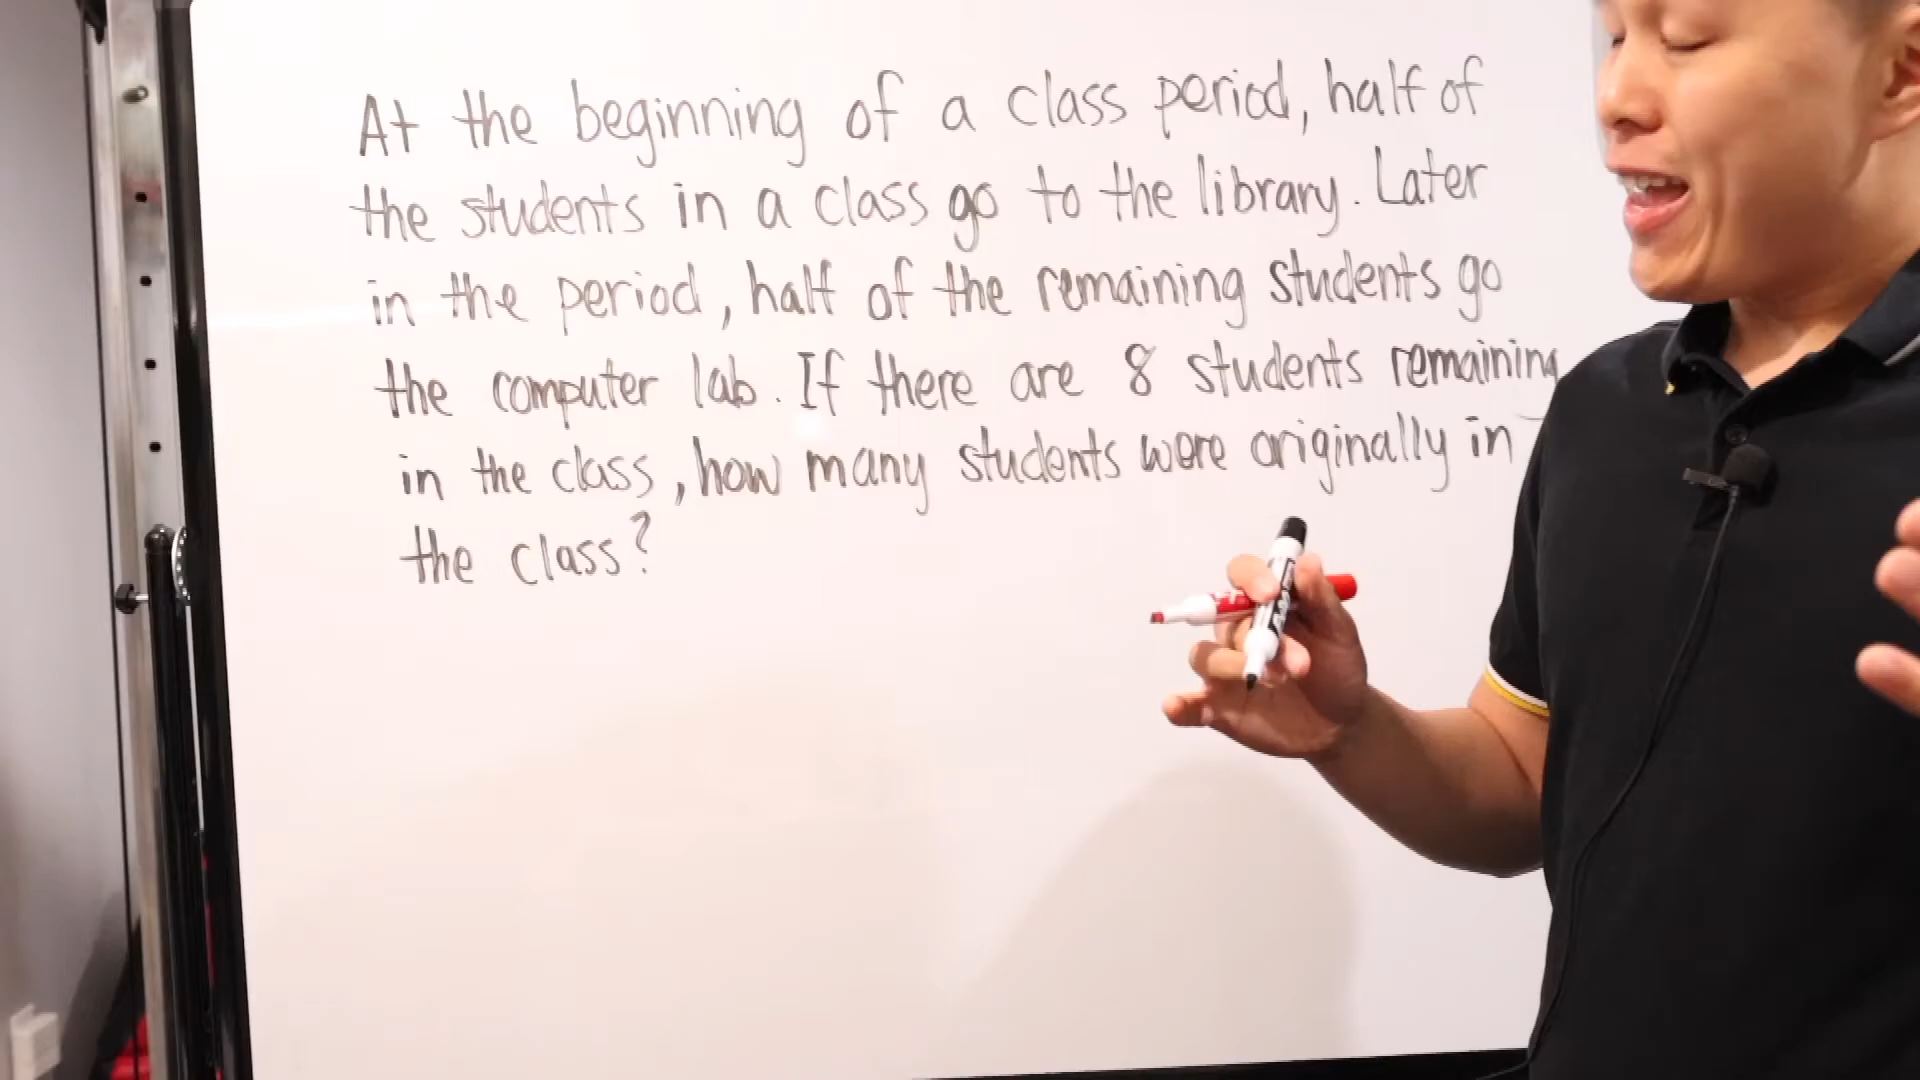 At the beginning of a class period, half of
the students in a class go to the library. Later
in the period, half of the remaining students go
the computer lab. If there are 8 students remaining
in the class, how many students were originally in
the class?